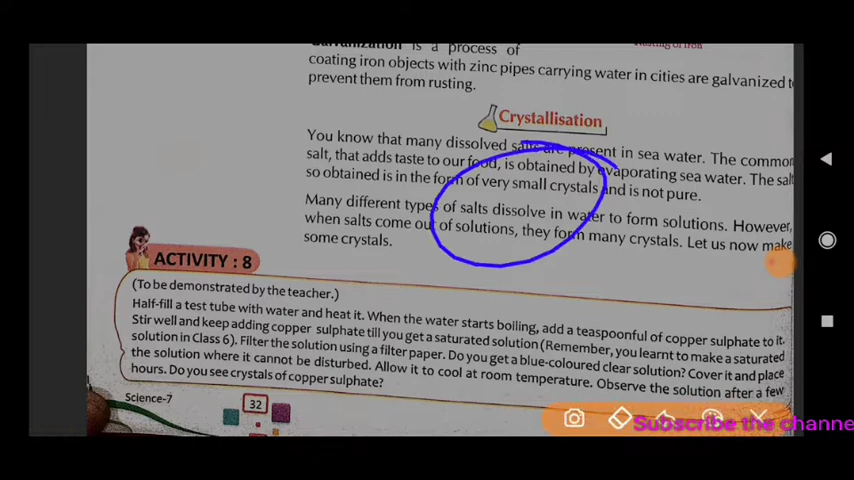 Galvanization is a process of
Rusting of iron
coating iron objects with zinc pipes carrying water in cities are galvanized to
prevent them from rusting.
Crystallisation
You know that many dissolved salts are present in sea water. The common
salt, that adds taste to our food, is obtained by evaporating sea water. The salt
so obtained is in the form of very small crystals and is not pure.
Many different types of salts dissolve in water to form solutions. However,
when salts come out of solutions, they form many crystals. Let us now make
some crystals.
ACTIVITY : 8
(To be demonstrated by the teacher.)
Half-fill a test tube with water and heat it. When the water starts boiling, add a teaspoonful of copper sulphate to it.
Stir well and keep adding copper sulphate till you get a saturated solution (Remember, you learnt to make a saturated
solution in Class 6). Filter the solution using a filter paper. Do you get a blue-coloured clear solution? Cover it and place
the solution where it cannot be disturbed. Allow it to cool at room temperature. Observe the solution after a few
hours. Do you see crystals of copper sulphate?
Science-7
32
Subscribe the channe